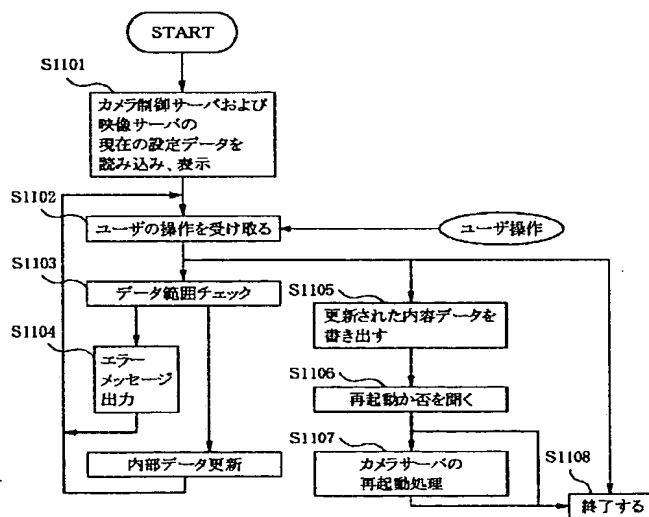 START
S1101
カメラ制御サーバおよび
映像サーバの
現在の設定データを
読み込み、表示
S1102
ユーザの操作を受け取る
ユーザ操作
S1103
データ範囲チェック
S1104
エラー
メッセージ
出力
内部データ更新
S1105
更新された内容データを
書き出す
S1106
再起動か否を聞く
S1107
カメラサーバの
再起動処理
S1108
終了する